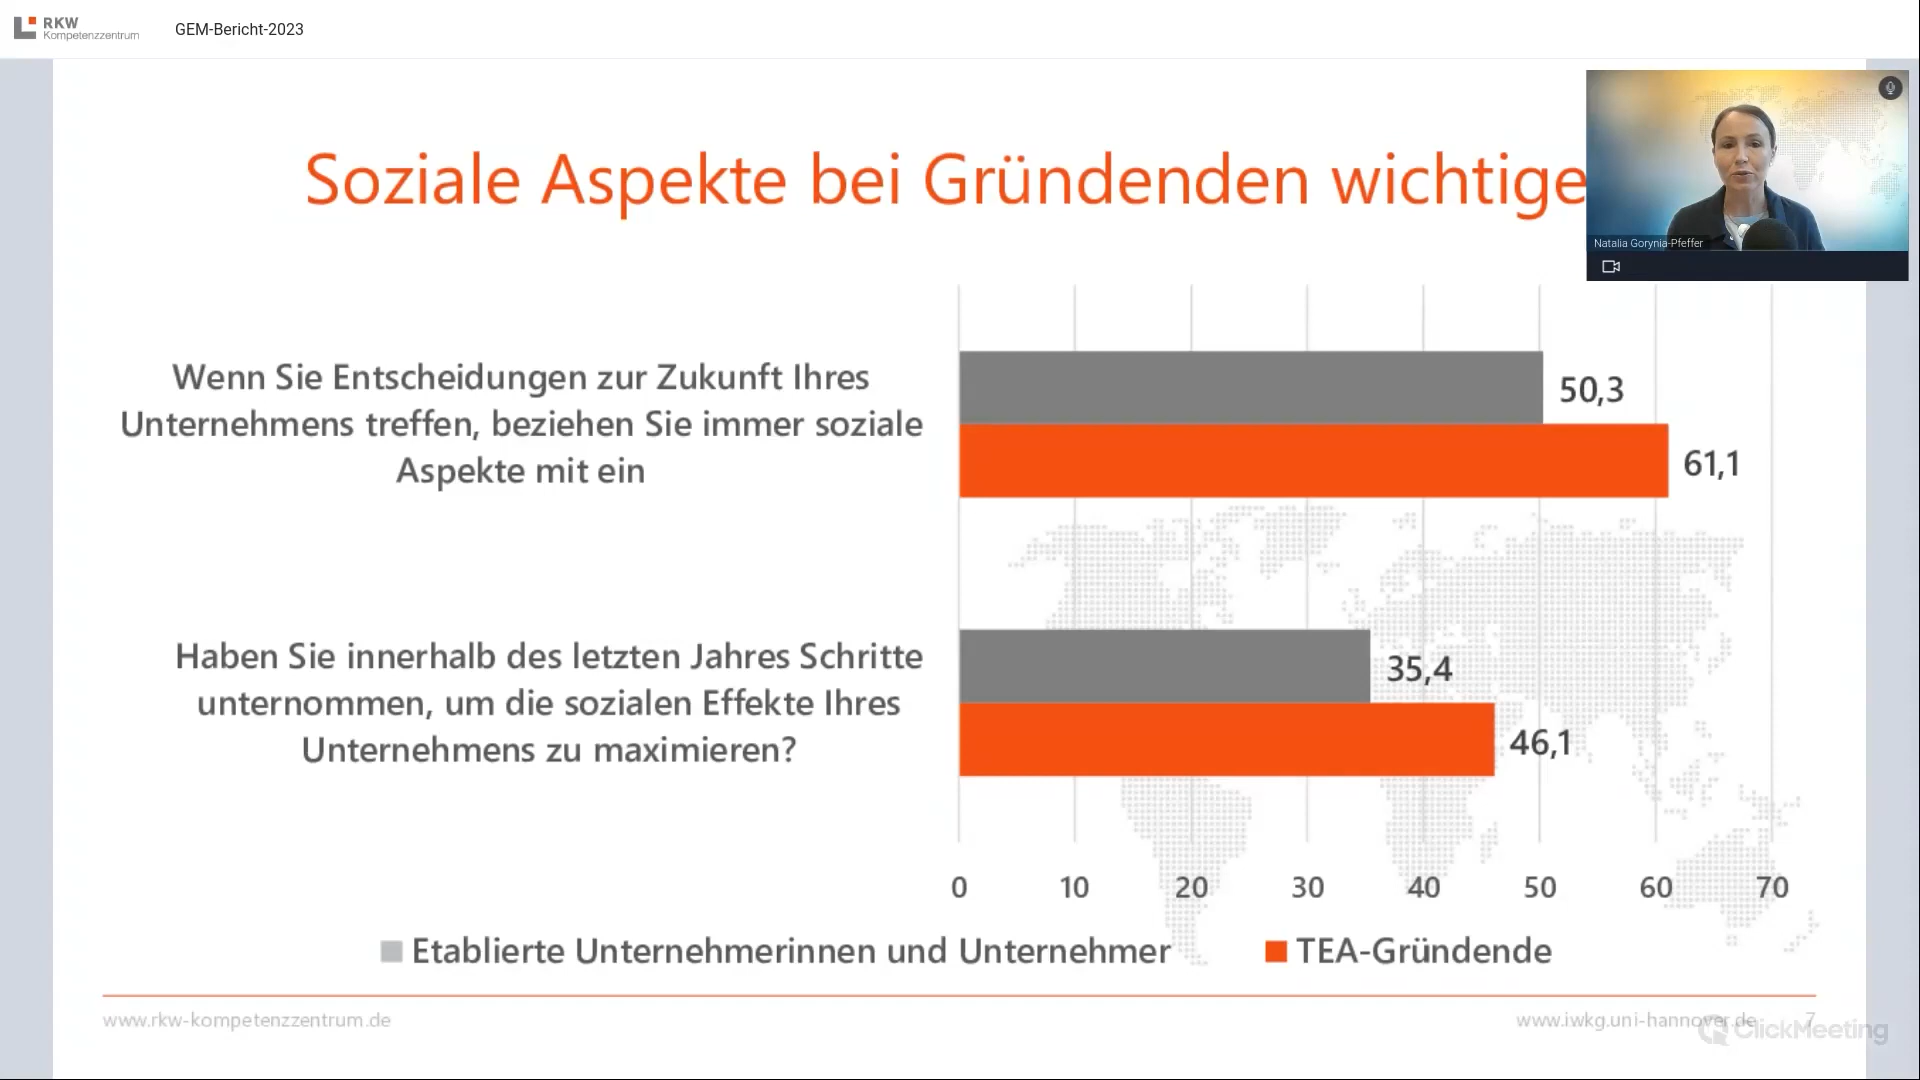 RKW
Kompetenzzentrum
GEM-Bericht-2023
Soziale Aspekte bei Gründenden wichtige
Natalia Gorynia-Pfeffer
Wenn Sie Entscheidungen zur Zukunft Ihres
Unternehmens treffen, beziehen Sie immer soziale
Aspekte mit ein
50,3
61,1
Haben Sie innerhalb des letzten Jahres Schritte
unternommen, um die sozialen Effekte Ihres
Unternehmens zu maximieren?
35,4
46,1
0 10 20 30 40 50 60 70
Etablierte Unternehmerinnen und Unternehmer TEA-Gründende
www.rkw-kompetenzzentrum.de
www.iwkg.uni-hannover.de 7
ClickMeeting